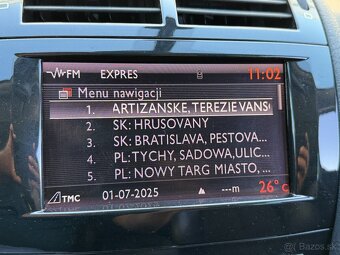 FM EXPRES 11:02
Menu nawigacji
1. ARTIZANSKE, TEREZIE VANS
2. SK: HRUSOVANY
3. SK: BRATISLAVA, PESTOVA...
4. PL: TYCHY, SADOWA,ULIC...
5. PL: NOWY TARG MIASTO, ...
TMC 01-07-2025 ---m 26°c
Bazos.sk